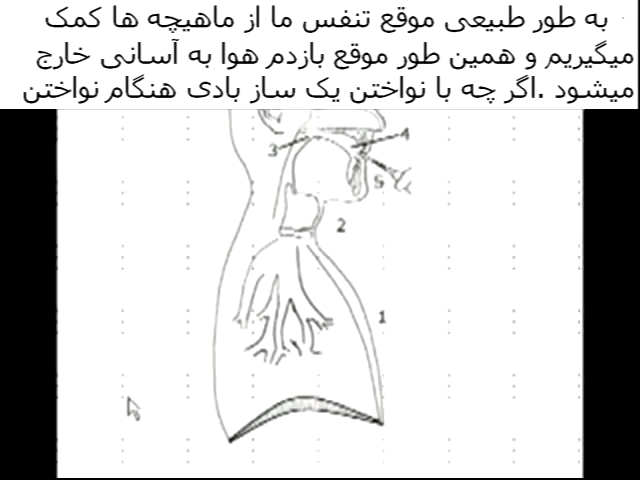 به طور طبیعی موقع تنفس ما از ماهیچه ها کمک
میگیریم و همین طور موقع بازدم هوا به آسانی خارج
میشود .اگر چه با نواختن یک ساز بادی هنگام نواختن
3
4
5
2
1